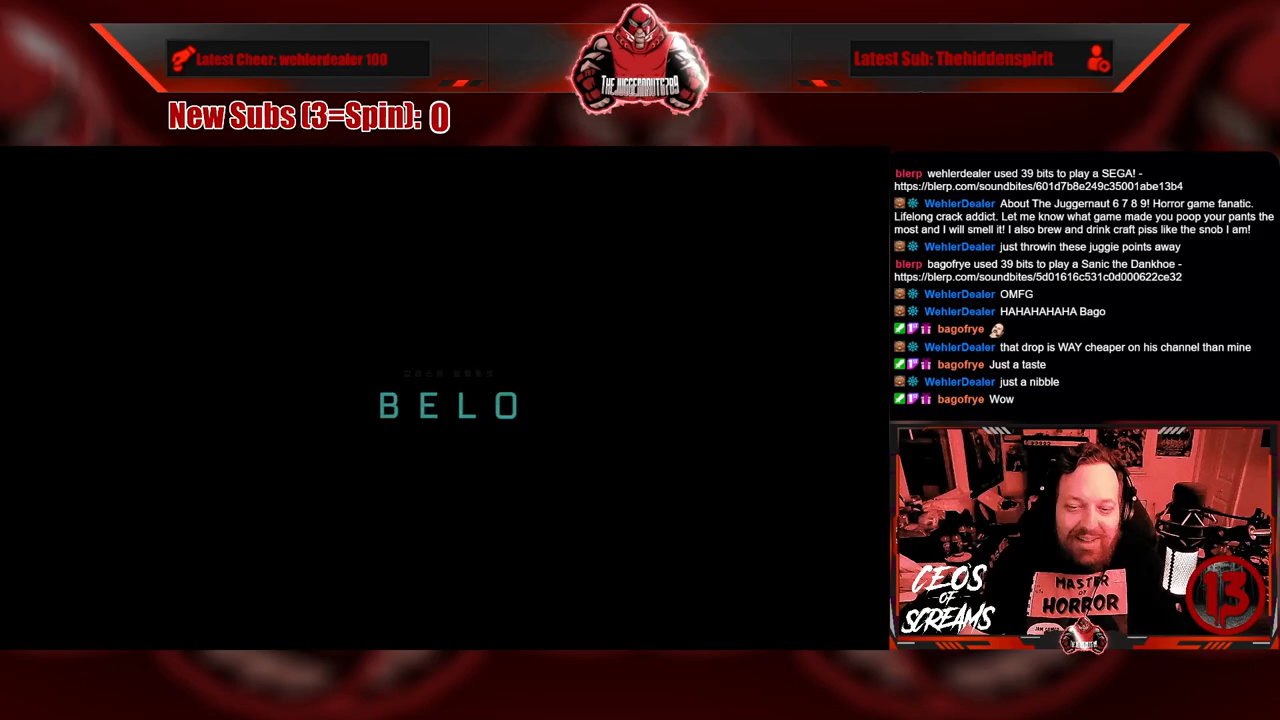 Latest Cheer: wehlerdealer 100
THEJUGGERNAUT6789
Latest Sub: Thehiddenspirit
New Subs (3=Spin): 0
BELO
blerp wehlerdealer used 39 bits to play a SEGA! -
https://blerp.com/soundbites/601d7b8e249c35001abe13b4
WehlerDealer About The Juggernaut 6 7 8 9! Horror game fanatic.
Lifelong crack addict. Let me know what game made you poop your pants the
most and I will smell it! I also brew and drink craft piss like the snob I am!
WehlerDealer just throwin these juggie points away
blerp bagofrye used 39 bits to play a Sanic the Dankhoe -
https://blerp.com/soundbites/5d01616c531c0d000622ce32
WehlerDealer OMFG
WehlerDealer HAHAHAHAHA Bago
bagofrye
WehlerDealer that drop is WAY cheaper on his channel than mine
bagofrye Just a taste
WehlerDealer just a nibble
bagofrye Wow
CEO'S
OF
SCREAMS
MASTER
OF
HORROR
13